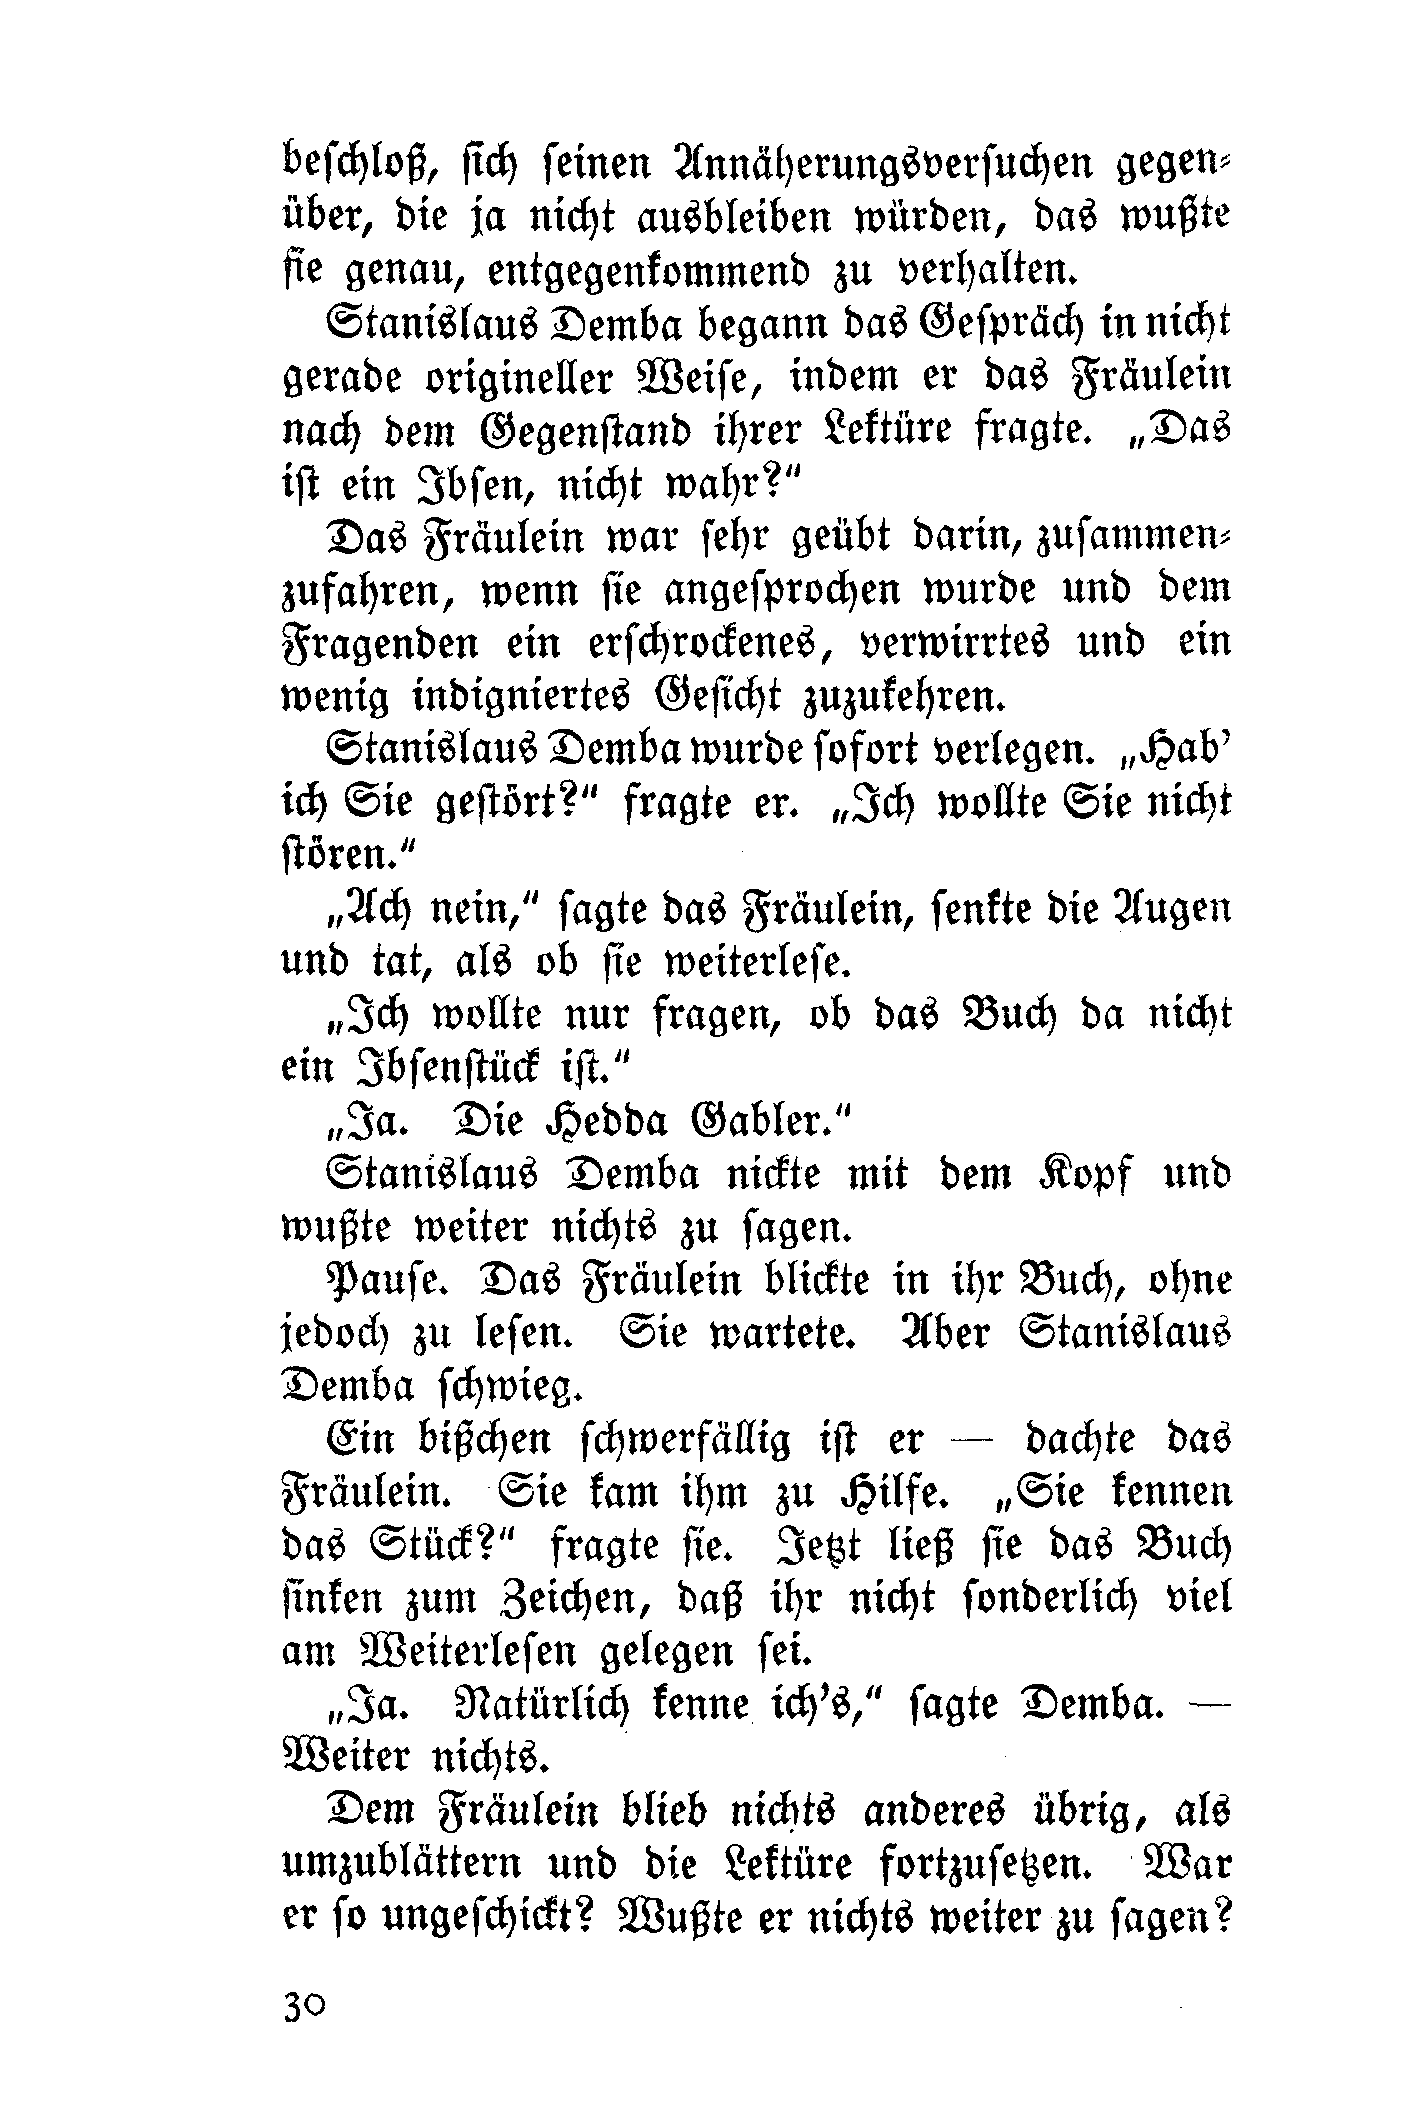 beschloß, sich seinen Annäherungsversuchen gegen-
über, die ja nicht ausbleiben würden, das wußte
sie genau, entgegenkommend zu verhalten.
Stanislaus Demba begann das Gespräch in nicht
gerade origineller Weise, indem er das Fräulein
nach dem Gegenstand ihrer Lektüre fragte. „Das
ist ein Ibsen, nicht wahr?“
Das Fräulein war sehr geübt darin, zusammen-
zufahren, wenn sie angesprochen wurde und dem
Fragenden ein erschrockenes, verwirrtes und ein
wenig indigniertes Gesicht zuzukehren.
Stanislaus Demba wurde sofort verlegen. „Hab’
ich Sie gestört?“ fragte er. „Ich wollte Sie nicht
stören.“
„Ach nein,“ sagte das Fräulein, senkte die Augen
und tat, als ob sie weiterlese.
„Ich wollte nur fragen, ob das Buch da nicht
ein Ibsenstück ist.“
„Ja. Die Hedda Gabler.“
Stanislaus Demba nickte mit dem Kopf und
wußte weiter nichts zu sagen.
Pause. Das Fräulein blickte in ihr Buch, ohne
jedoch zu lesen. Sie wartete. Aber Stanislaus
Demba schwieg.
Ein bißchen schwerfällig ist er — dachte das
Fräulein. Sie kam ihm zu Hilfe. „Sie kennen
das Stück?“ fragte sie. Jetzt ließ sie das Buch
sinken zum Zeichen, daß ihr nicht sonderlich viel
am Weiterlesen gelegen sei.
„Ja. Natürlich kenne ich’s,“ sagte Demba. —
Weiter nichts.
Dem Fräulein blieb nichts anderes übrig, als
umzublättern und die Lektüre fortzusetzen. War
er so ungeschickt? Wußte er nichts weiter zu sagen?
30